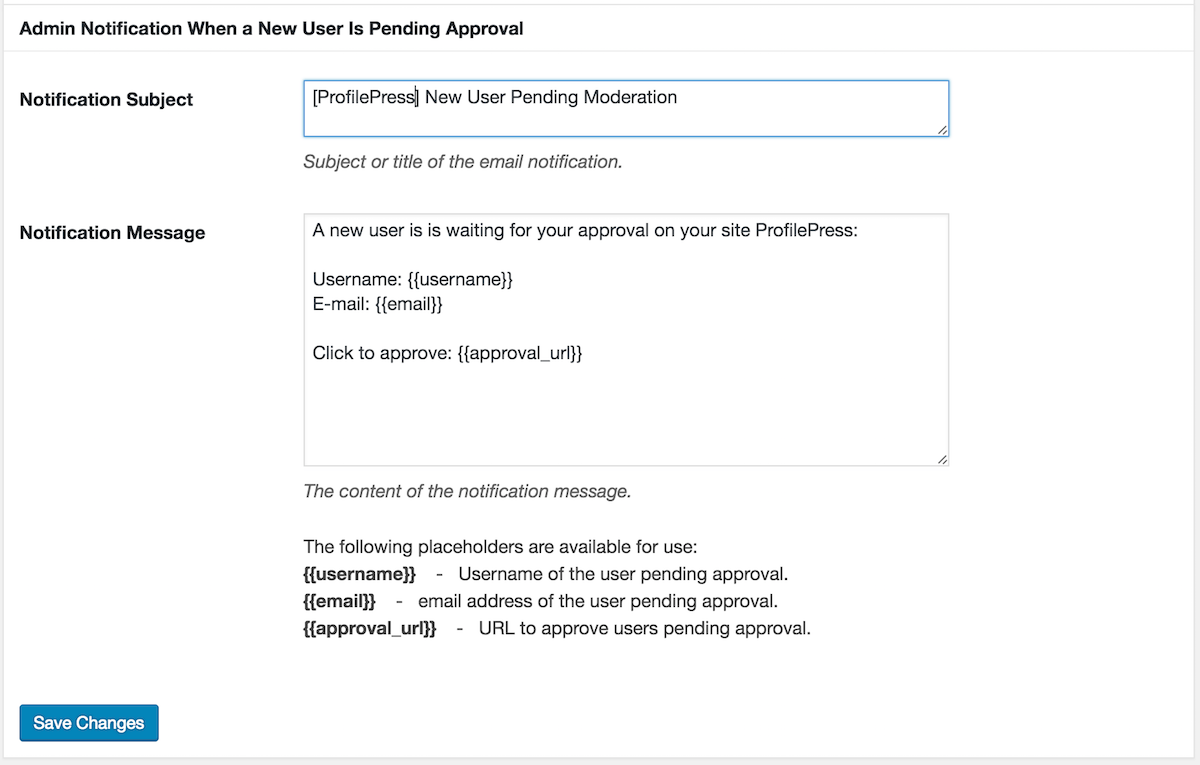 Admin Notification When a New User Is Pending Approval
Notification Subject
[ProfilePress] New User Pending Moderation
Subject or title of the email notification.
Notification Message
A new user is is waiting for your approval on your site ProfilePress:
Username: {{username}}
E-mail: {{email}}
Click to approve: {{approval_url}}
The content of the notification message.
The following placeholders are available for use:
{{username}} - Username of the user pending approval.
{{email}} - email address of the user pending approval.
{{approval_url}} - URL to approve users pending approval.
Save Changes